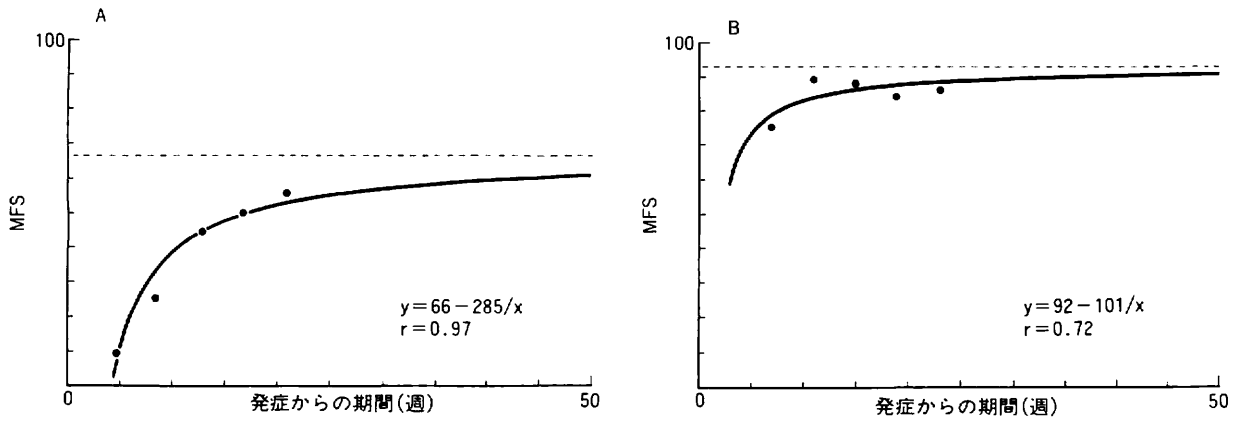 A
100
MFS
y=66-285/x
r=0.97
0
発症からの期間(週)
50
B
100
MFS
y=92-101/x
r=0.72
0
発症からの期間(週)
50